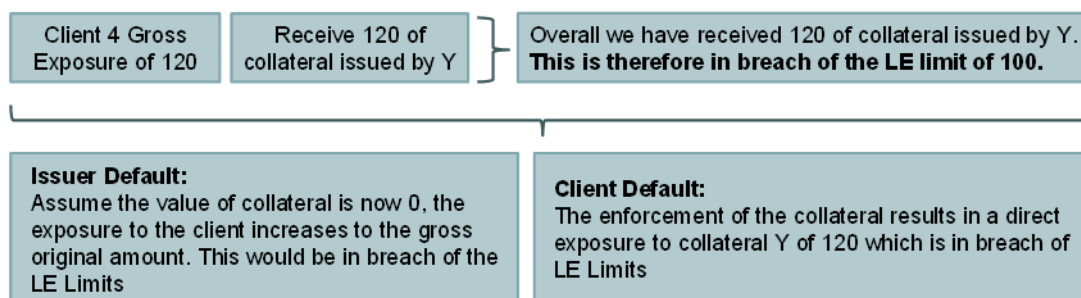 Client 4 Gross
Exposure of 120
Receive 120 of
collateral issued by Y
Overall we have received 120 of collateral issued by Y.
This is therefore in breach of the LE limit of 100.
Issuer Default:
Assume the value of collateral is now 0, the
exposure to the client increases to the gross
original amount. This would be in breach of the
LE Limits
Client Default:
The enforcement of the collateral results in a direct
exposure to collateral Y of 120 which is in breach of
LE Limits